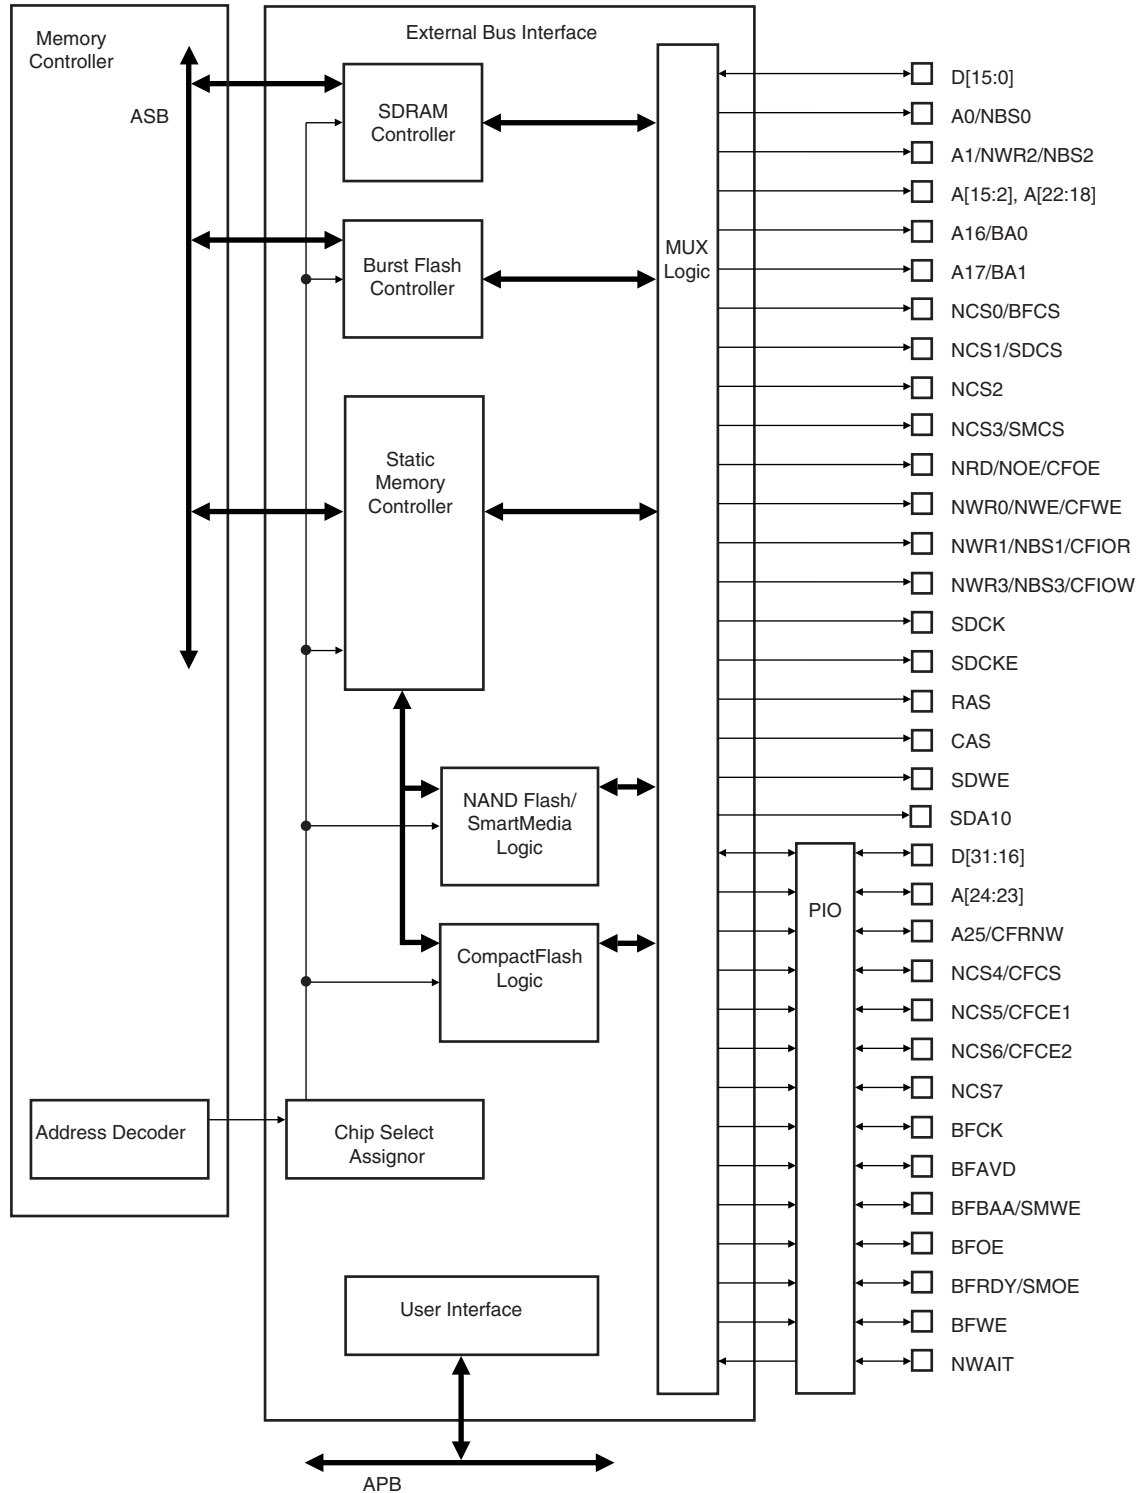 Memory
Controller
ASB
External Bus Interface
SDRAM
Controller
Burst Flash
Controller
Static
Memory
Controller
NAND Flash/
SmartMedia
Logic
CompactFlash
Logic
Address Decoder
Chip Select
Assignor
User Interface
APB
MUX
Logic
PIO
D[15:0]
A0/NBS0
A1/NWR2/NBS2
A[15:2], A[22:18]
A16/BA0
A17/BA1
NCS0/BFCS
NCS1/SDCS
NCS2
NCS3/SMCS
NRD/NOE/CFOE
NWR0/NWE/CFWE
NWR1/NBS1/CFIOR
NWR3/NBS3/CFIOW
SDCK
SDCKE
RAS
CAS
SDWE
SDA10
D[31:16]
A[24:23]
A25/CFRNW
NCS4/CFCS
NCS5/CFCE1
NCS6/CFCE2
NCS7
BFCK
BFAVD
BFBAA/SMWE
BFOE
BFRDY/SMOE
BFWE
NWAIT